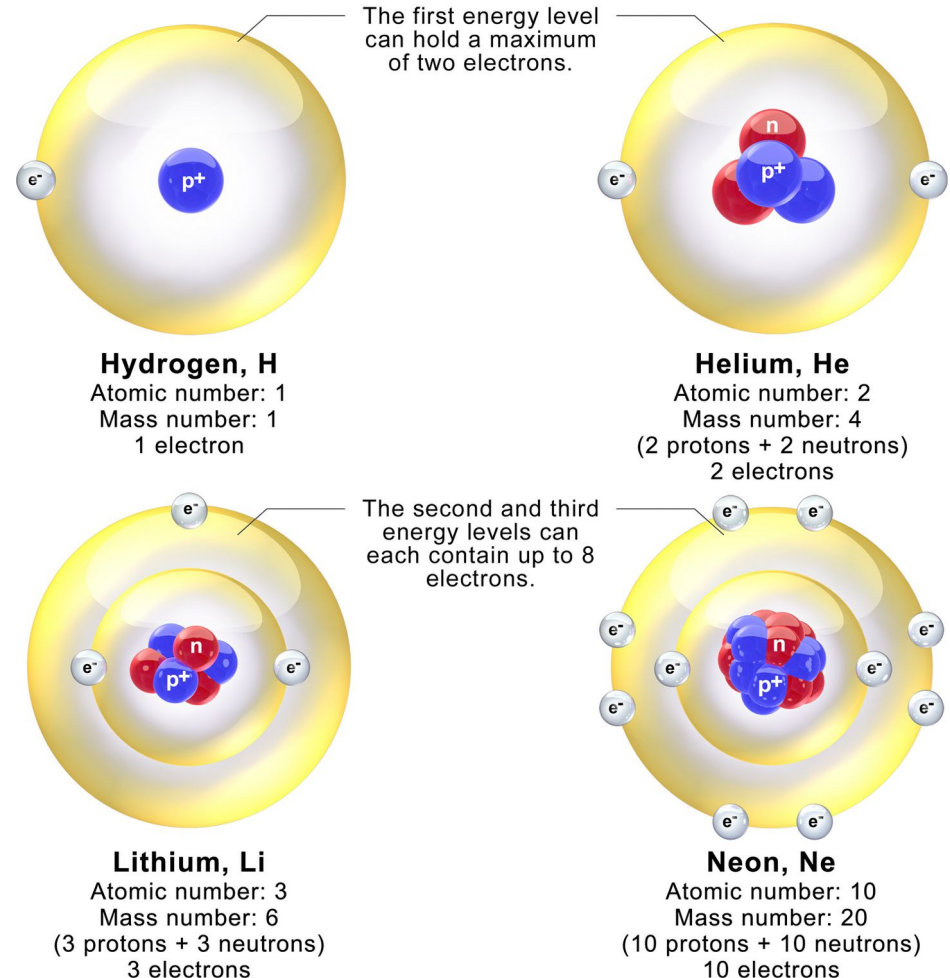 The first energy level
can hold a maximum
of two electrons.
e-
p+
e-
n
p+
e-
Hydrogen, H
Atomic number: 1
Mass number: 1
1 electron
Helium, He
Atomic number: 2
Mass number: 4
(2 protons + 2 neutrons)
2 electrons
The second and third
energy levels can
each contain up to 8
electrons.
e-
e-
n
p+
e-
e-
e-
e-
e-
e-
n
p+
e-
e-
e-
e-
e-
e-
Lithium, Li
Atomic number: 3
Mass number: 6
(3 protons + 3 neutrons)
3 electrons
Neon, Ne
Atomic number: 10
Mass number: 20
(10 protons + 10 neutrons)
10 electrons